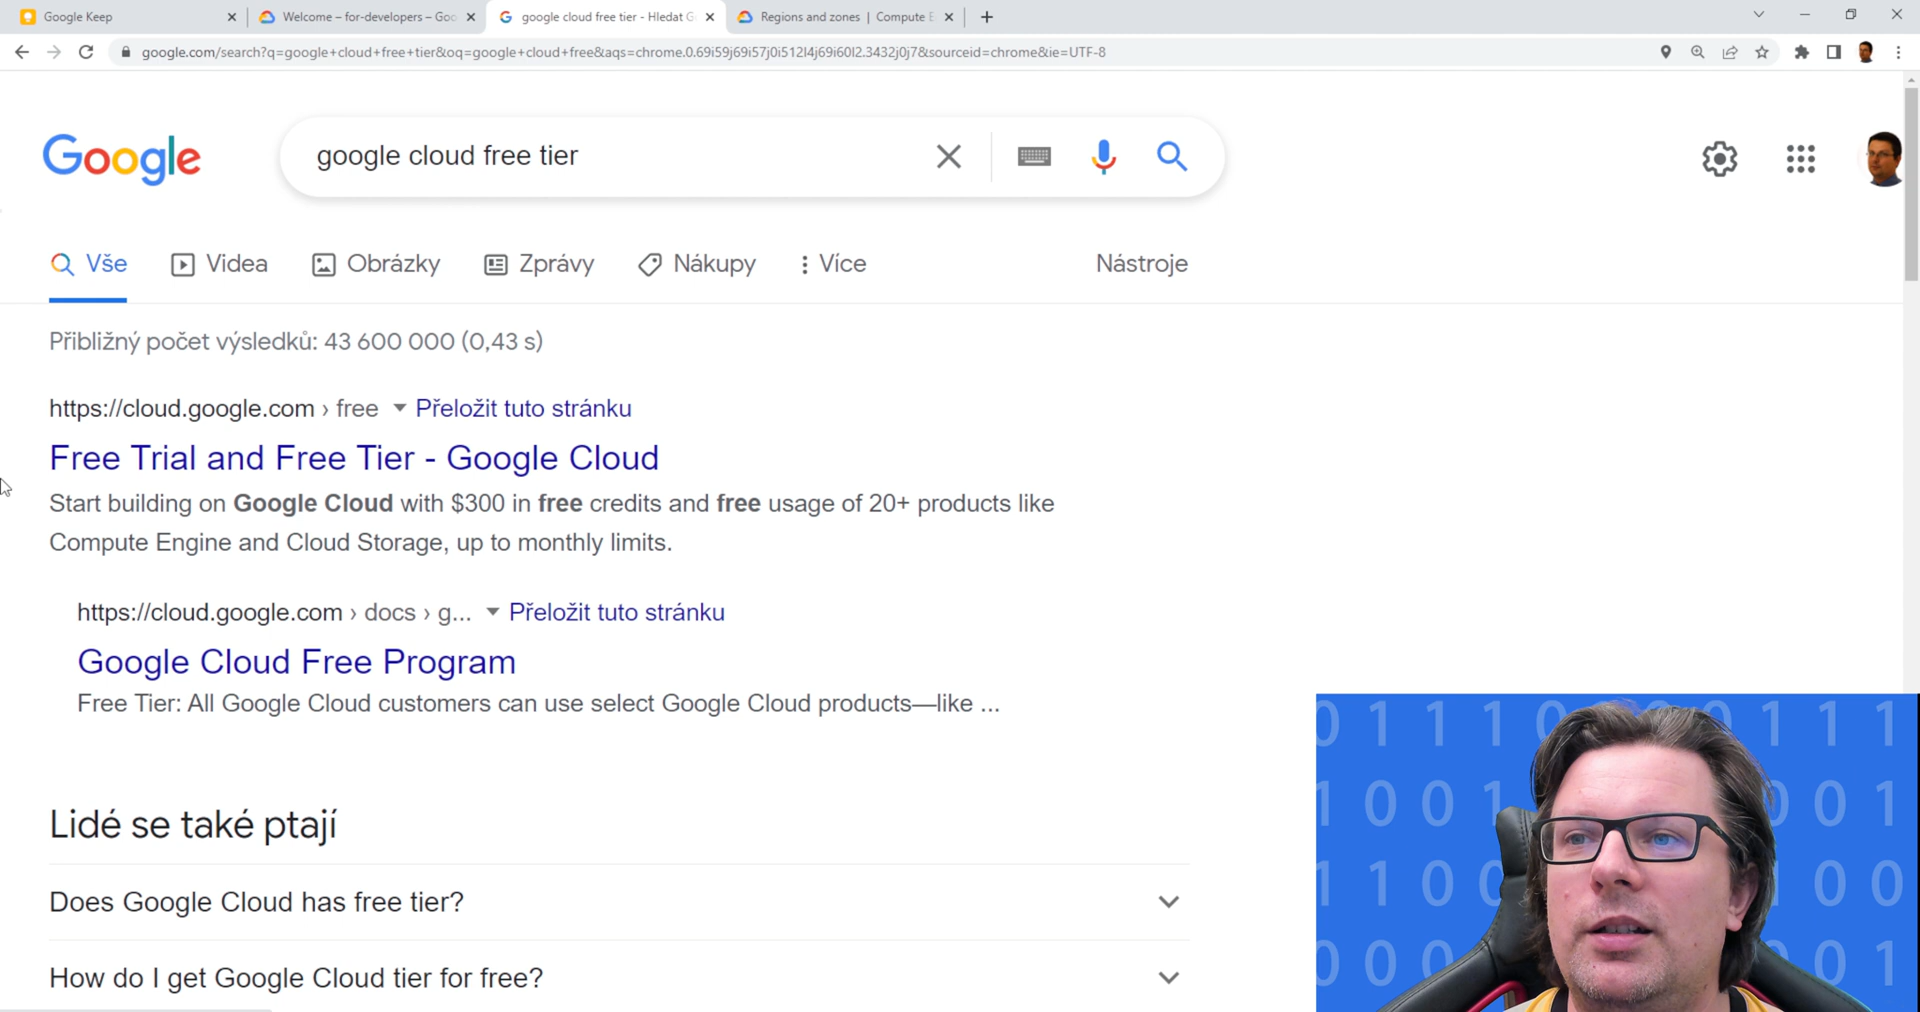 Google Keep
Welcome – for-developers – Goo
google cloud free tier - Hledat G
Regions and zones | Compute E
google.com/search?q=google+cloud+free+tier&oq=google+cloud+free&aqs=chrome.0.69i59j69i57j0i512l4j69i60l2.3432j0j7&sourceid=chrome&ie=UTF-8
Google
google cloud free tier
Vše
Videa
Obrázky
Zprávy
Nákupy
Více
Nástroje
Přibližný počet výsledků: 43 600 000 (0,43 s)
https://cloud.google.com › free
Přeložit tuto stránku
Free Trial and Free Tier - Google Cloud
Start building on Google Cloud with $300 in free credits and free usage of 20+ products like
Compute Engine and Cloud Storage, up to monthly limits.
https://cloud.google.com › docs › g...
Přeložit tuto stránku
Google Cloud Free Program
Free Tier: All Google Cloud customers can use select Google Cloud products—like ...
Lidé se také ptají
Does Google Cloud has free tier?
How do I get Google Cloud tier for free?